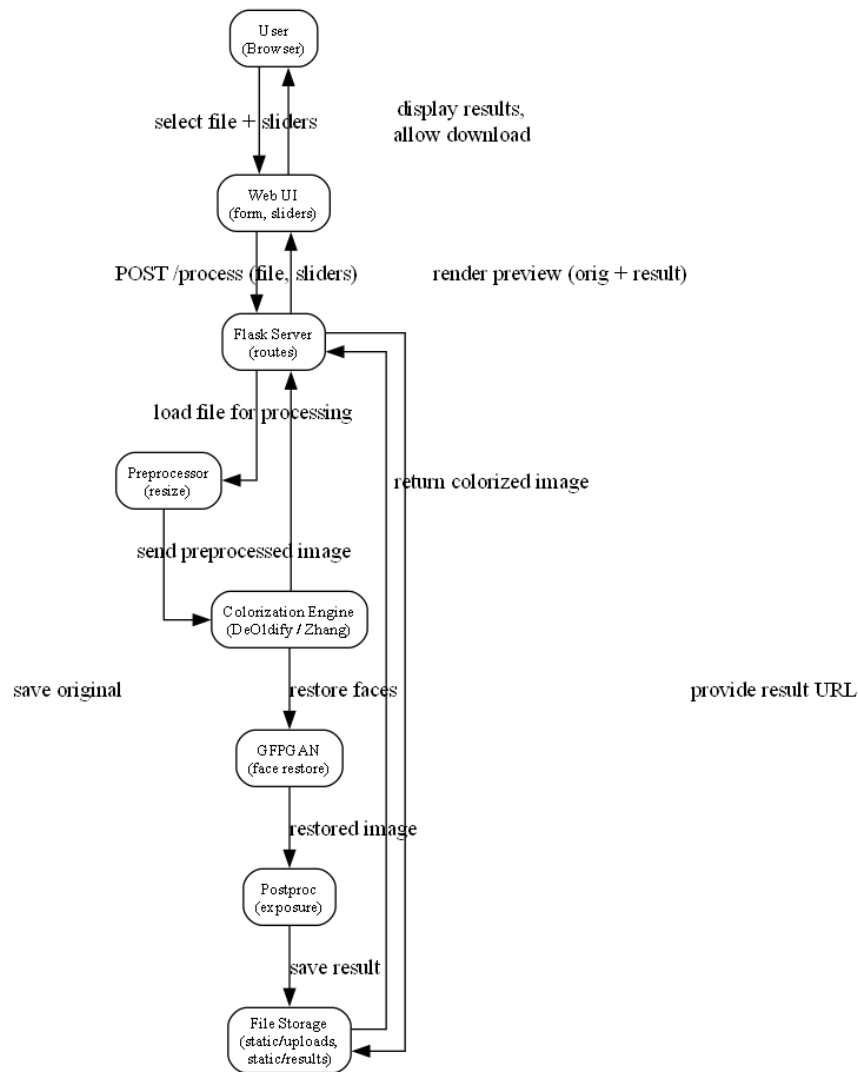 User
(Browser)
select file + sliders
display results,
allow download
Web UI
(form, sliders)
POST /process (file, sliders)
render preview (orig + result)
Flask Server
(routes)
load file for processing
Preprocessor
(resize)
return colorized image
send preprocessed image
Colorization Engine
(DeOldify / Zhang)
save original
restore faces
provide result URL
GFPGAN
(face restore)
restored image
Postproc
(exposure)
save result
File Storage
(static/uploads,
static/results)